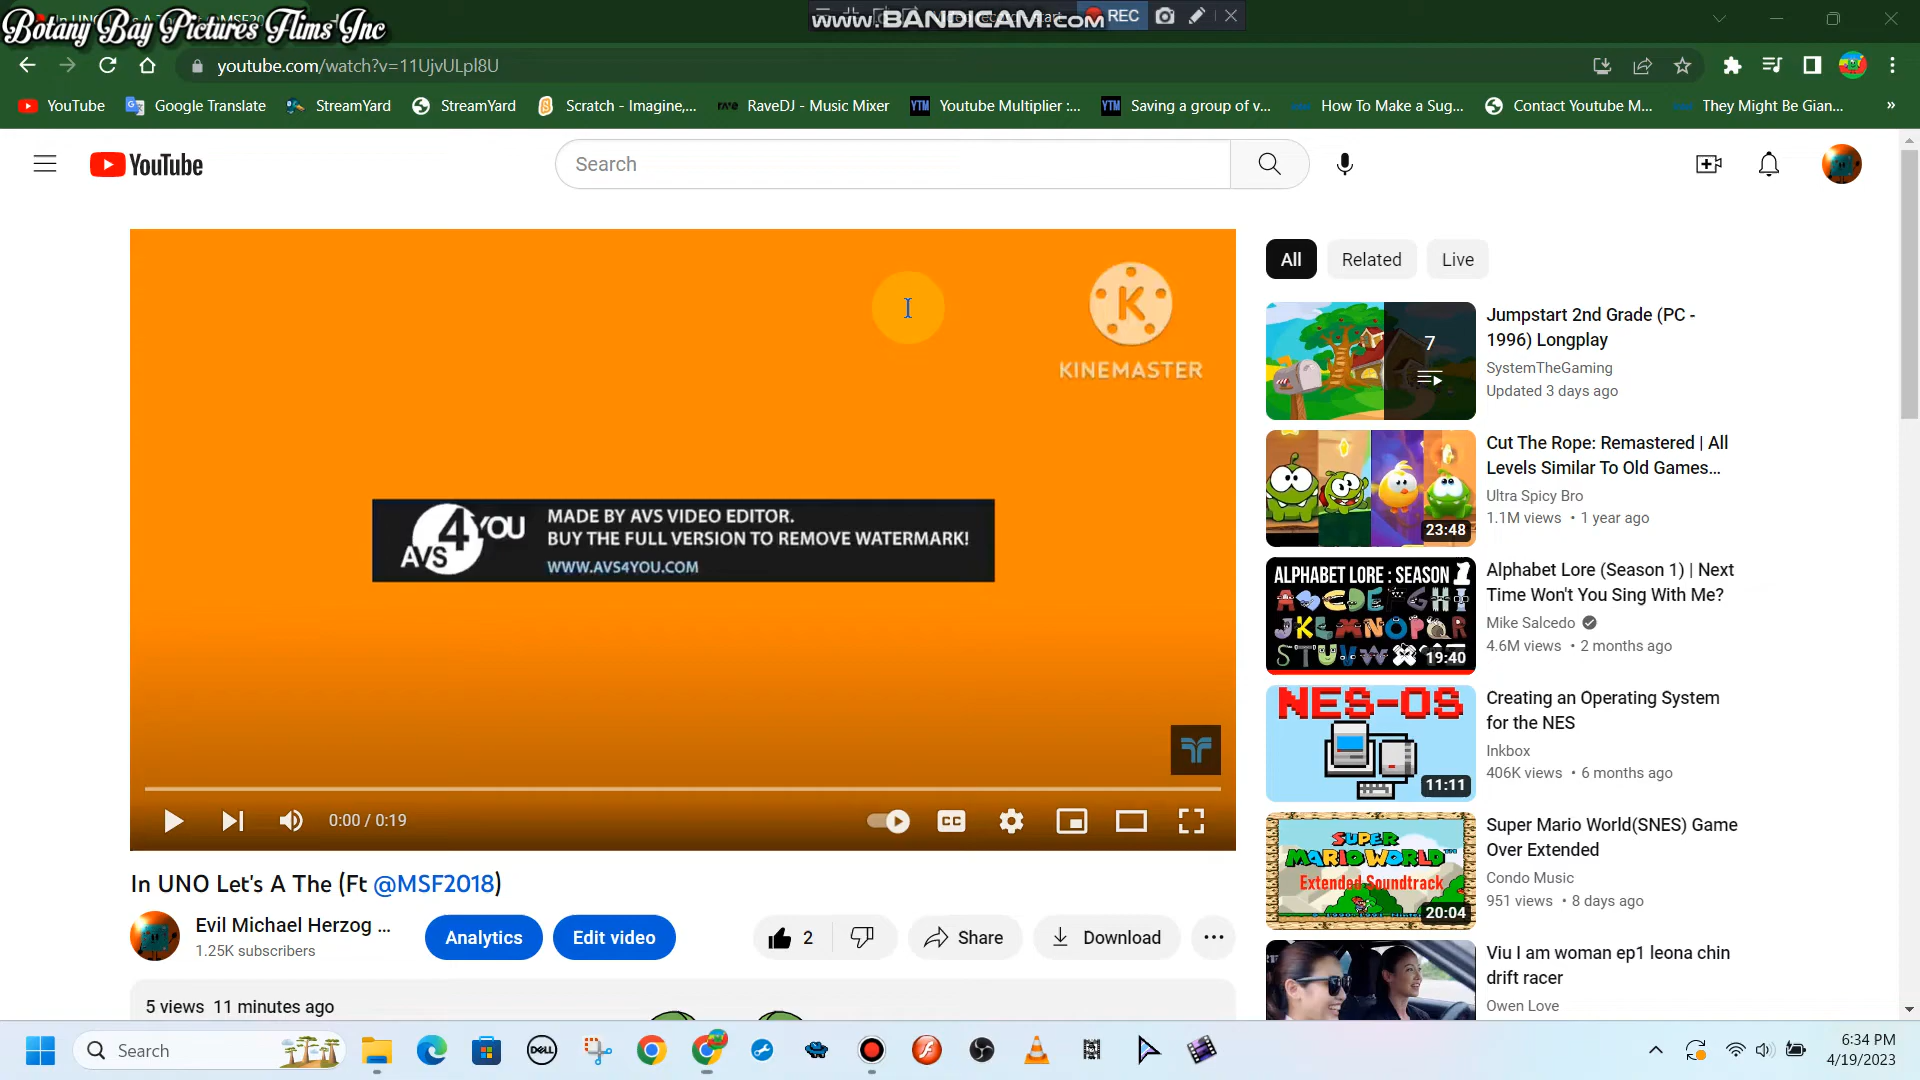 Botany Bay Pictures Flims Inc
www.BANDICAM.com
REC
youtube.com/watch?v=11UjvULpl8U
YouTube
Google Translate
StreamYard
StreamYard
Scratch - Imagine,...
RaveDJ - Music Mixer
YTM
Youtube Multiplier :...
YTM
Saving a group of v...
How To Make a Sug...
Contact Youtube M...
They Might Be Gian...
»
YouTube
Search
K
KINEMASTER
AVS 4 YOU
MADE BY AVS VIDEO EDITOR.
BUY THE FULL VERSION TO REMOVE WATERMARK!
WWW.AVS4YOU.COM
0:00 / 0:19
CC
In UNO Let's A The (Ft @MSF2018)
Evil Michael Herzog ...
1.25K subscribers
Analytics
Edit video
2
Share
Download
5 views 11 minutes ago
All
Related
Live
7
Jumpstart 2nd Grade (PC -
1996) Longplay
SystemTheGaming
Updated 3 days ago
23:48
Cut The Rope: Remastered | All
Levels Similar To Old Games...
Ultra Spicy Bro
1.1M views • 1 year ago
ALPHABET LORE : SEASON 1
A B C D E F G H I
J K L M N O P Q R
S T U V W X
19:40
Alphabet Lore (Season 1) | Next
Time Won't You Sing With Me?
Mike Salcedo
4.6M views • 2 months ago
NES-OS
11:11
Creating an Operating System
for the NES
Inkbox
406K views • 6 months ago
SUPER
MARIO WORLD
Extended Soundtrack
20:04
Super Mario World(SNES) Game
Over Extended
Condo Music
951 views • 8 days ago
Viu I am woman ep1 leona chin
drift racer
Owen Love
Search
DELL
6:34 PM
4/19/2023